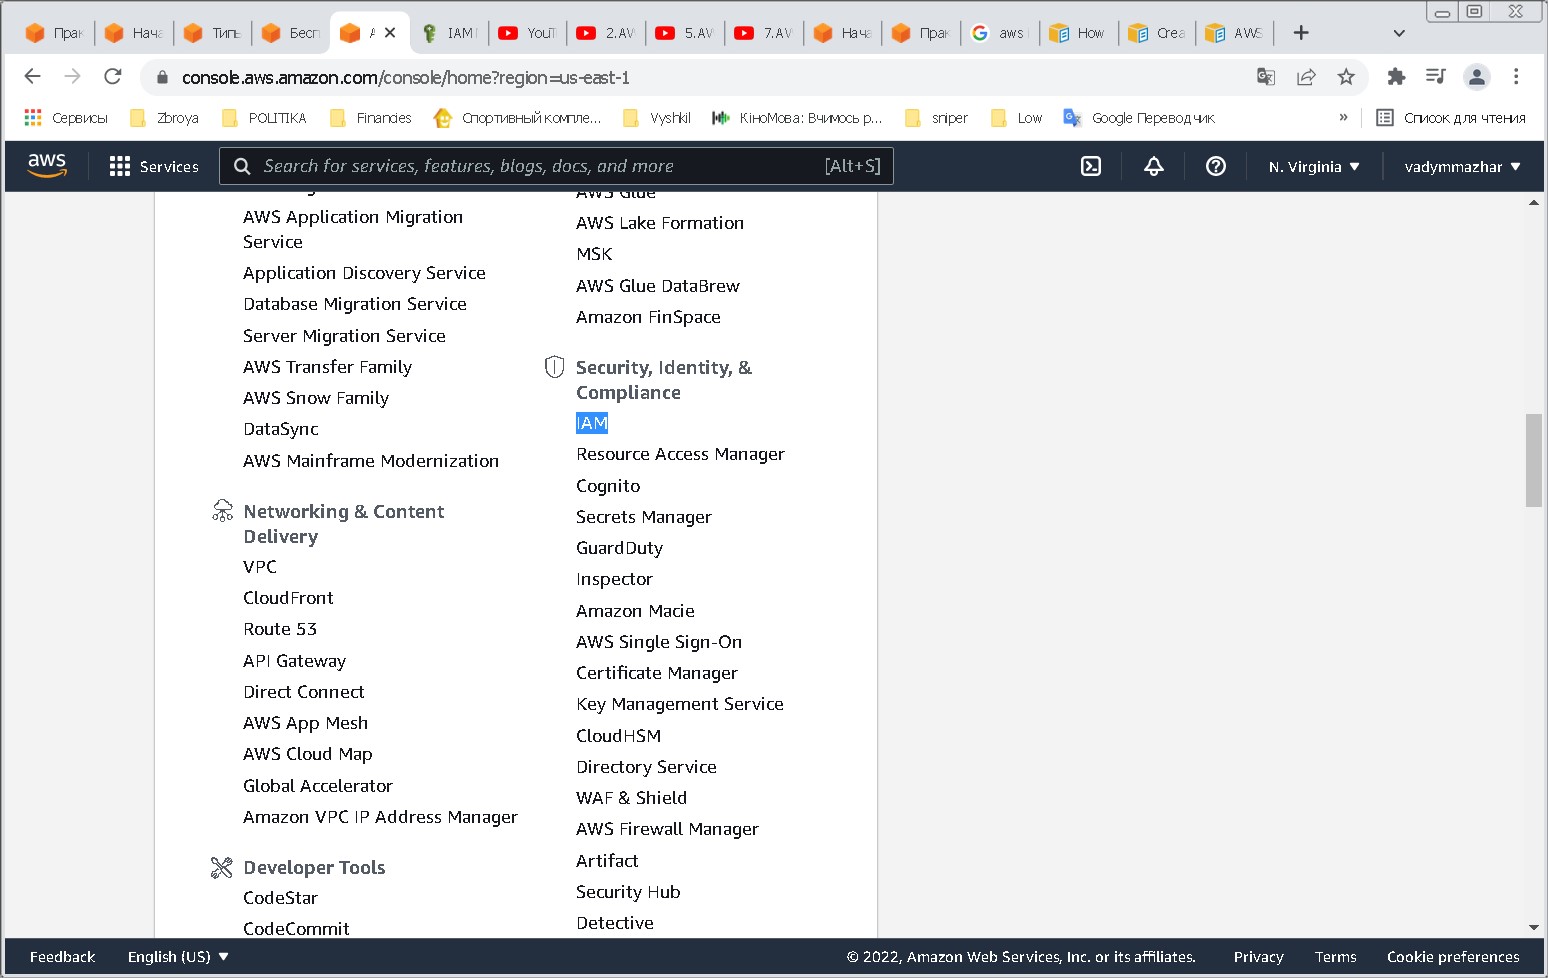 Прак
Нача
Типы
Бесп
A
IAM
YouT
2.AV
5.AV
7.AV
Нача
Прак
aws
How
Crea
AWS
console.aws.amazon.com/console/home?region=us-east-1
Сервисы
Zbroya
POLITIKA
Financies
Спортивный компле...
Vyshkil
КіноМова: Вчимось р...
sniper
Low
Google Переводчик
»
Список для чтения
aws
Services
Search for services, features, blogs, docs, and more
[Alt+S]
N. Virginia
vadymmazhar
AWS Application Migration
Service
Application Discovery Service
Database Migration Service
Server Migration Service
AWS Transfer Family
AWS Snow Family
DataSync
AWS Mainframe Modernization
Networking & Content
Delivery
VPC
CloudFront
Route 53
API Gateway
Direct Connect
AWS App Mesh
AWS Cloud Map
Global Accelerator
Amazon VPC IP Address Manager
Developer Tools
CodeStar
CodeCommit
AWS Glue
AWS Lake Formation
MSK
AWS Glue DataBrew
Amazon FinSpace
Security, Identity, &
Compliance
IAM
Resource Access Manager
Cognito
Secrets Manager
GuardDuty
Inspector
Amazon Macie
AWS Single Sign-On
Certificate Manager
Key Management Service
CloudHSM
Directory Service
WAF & Shield
AWS Firewall Manager
Artifact
Security Hub
Detective
Feedback
English (US)
© 2022, Amazon Web Services, Inc. or its affiliates.
Privacy
Terms
Cookie preferences